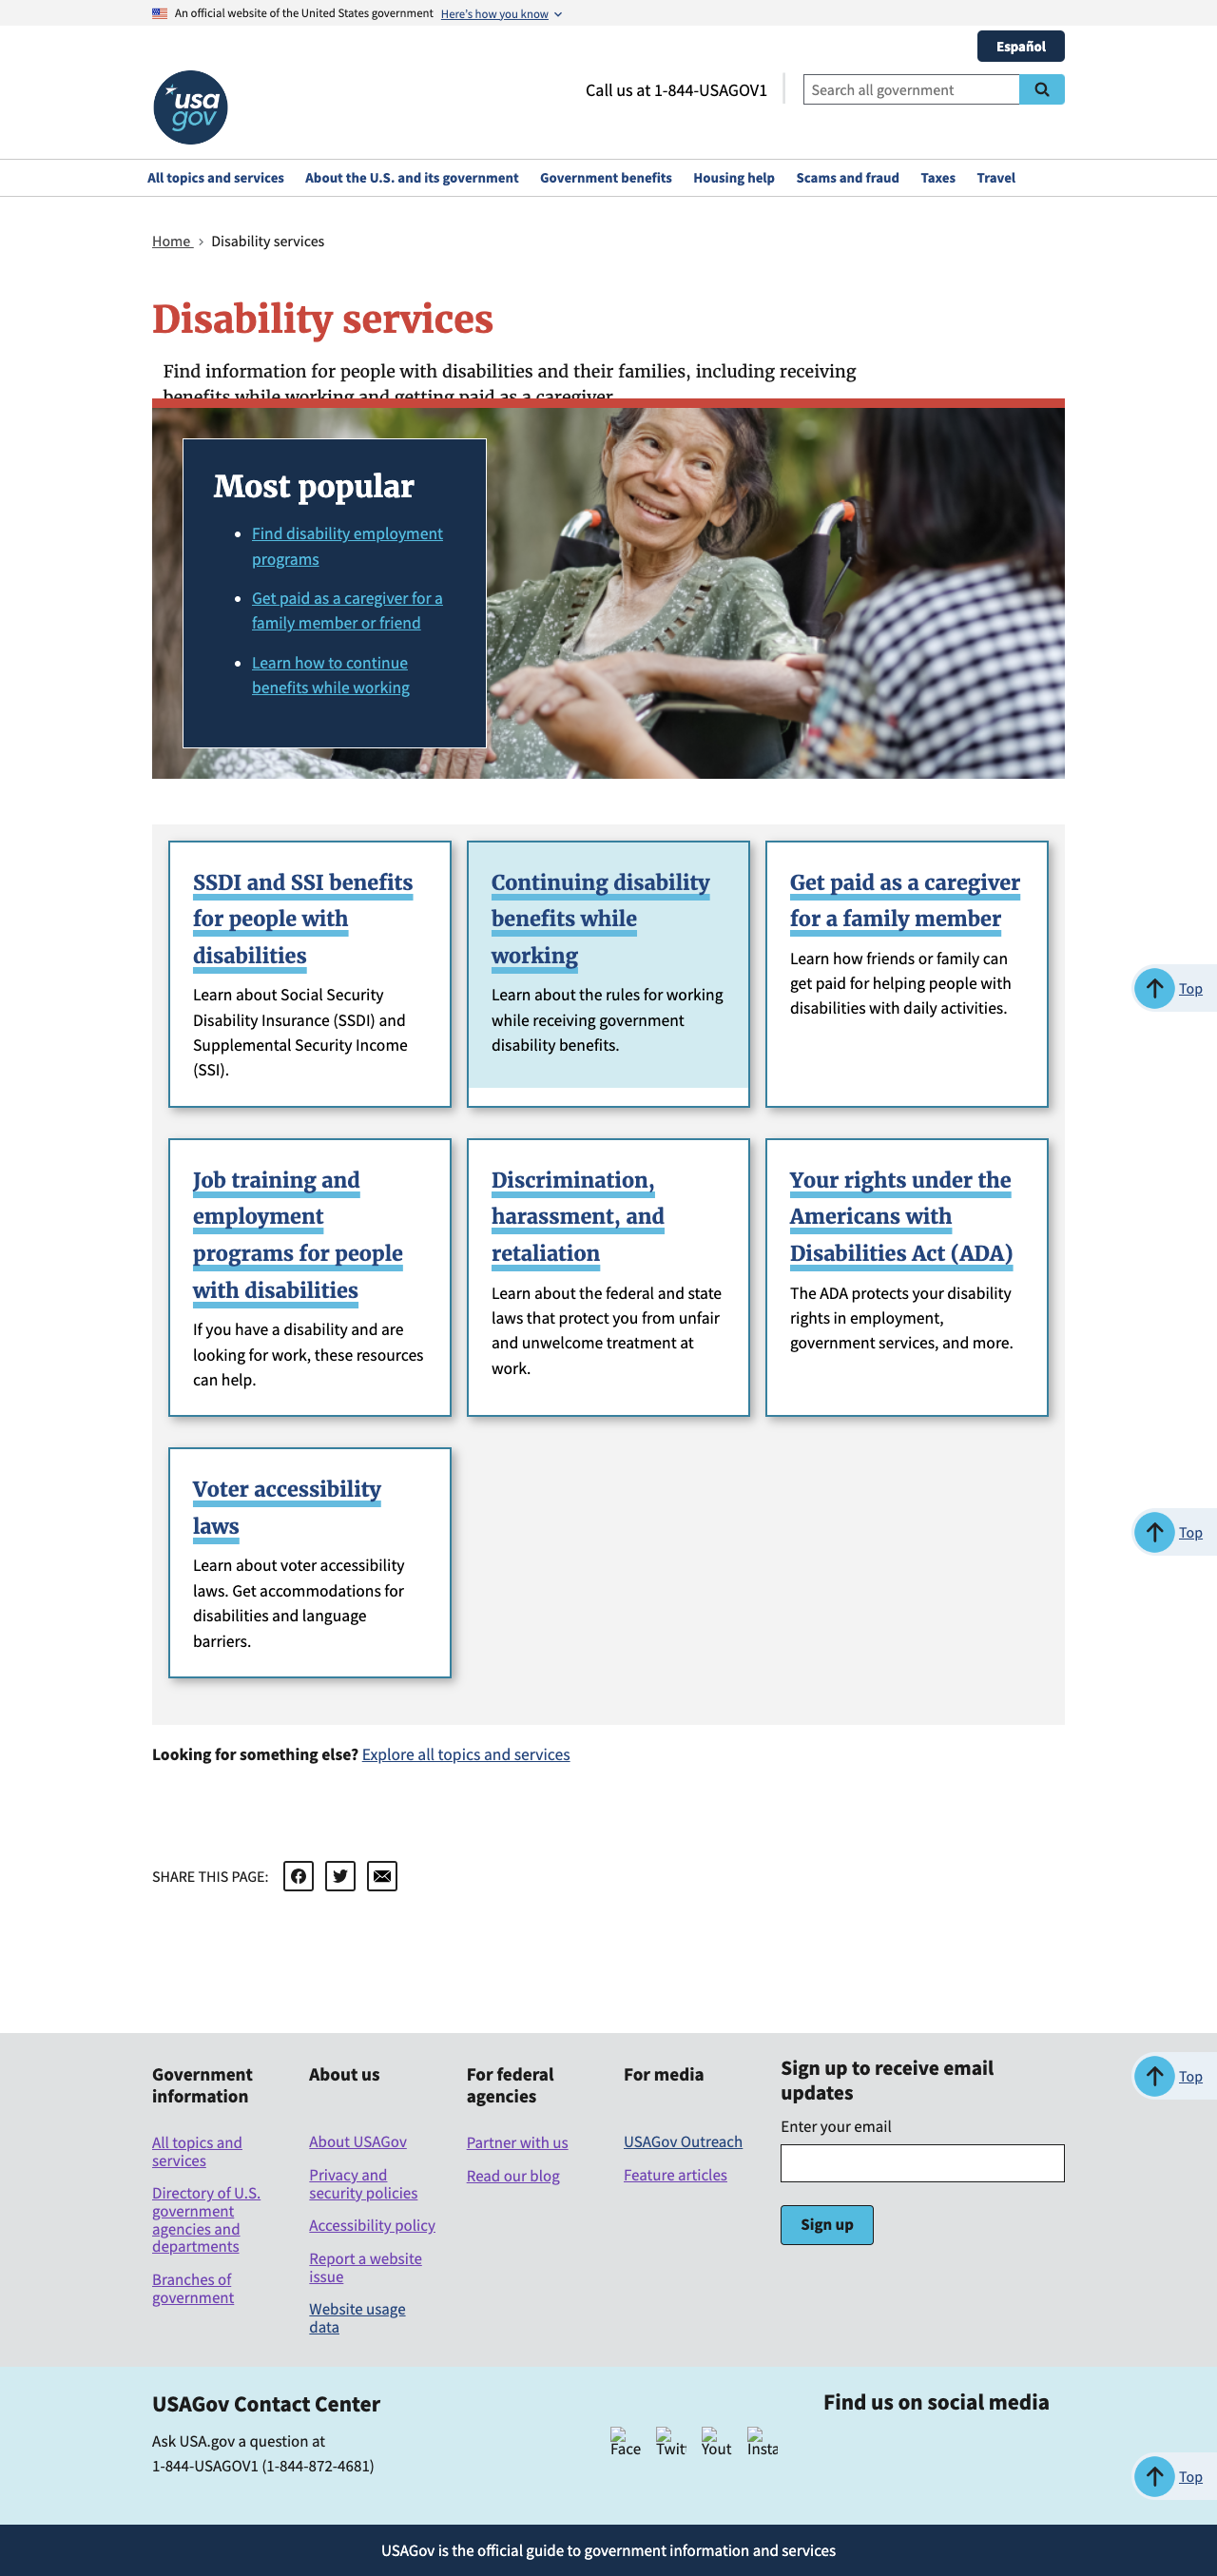 An official website of the United States government Here's how you know
Español
usa
gov
Call us at 1-844-USAGOV1
Search all government
All topics and services About the U.S. and its government Government benefits Housing help Scams and fraud Taxes Travel
Home Disability services
Disability services
Find information for people with disabilities and their families, including receiving
benefits while working and getting paid as a caregiver.
Most popular
Find disability employment
programs
Get paid as a caregiver for a
family member or friend
Learn how to continue
benefits while working
SSDI and SSI benefits
for people with
disabilities
Learn about Social Security
Disability Insurance (SSDI) and
Supplemental Security Income
(SSI).
Continuing disability
benefits while
working
Learn about the rules for working
while receiving government
disability benefits.
Get paid as a caregiver
for a family member
Learn how friends or family can
get paid for helping people with
disabilities with daily activities.
Top
Job training and
employment
programs for people
with disabilities
If you have a disability and are
looking for work, these resources
can help.
Discrimination,
harassment, and
retaliation
Learn about the federal and state
laws that protect you from unfair
and unwelcome treatment at
work.
Your rights under the
Americans with
Disabilities Act (ADA)
The ADA protects your disability
rights in employment,
government services, and more.
Voter accessibility
laws
Learn about voter accessibility
laws. Get accommodations for
disabilities and language
barriers.
Top
Looking for something else? Explore all topics and services
SHARE THIS PAGE:
Government
information
All topics and
services
Directory of U.S.
government
agencies and
departments
Branches of
government
About us
About USAGov
Privacy and
security policies
Accessibility policy
Report a website
issue
Website usage
data
For federal
agencies
Partner with us
Read our blog
For media
USAGov Outreach
Feature articles
Sign up to receive email
updates
Enter your email
Sign up
Top
USAGov Contact Center
Ask USA.gov a question at
1-844-USAGOV1 (1-844-872-4681)
Find us on social media
Face Twitt Yout Insta
Top
USAGov is the official guide to government information and services